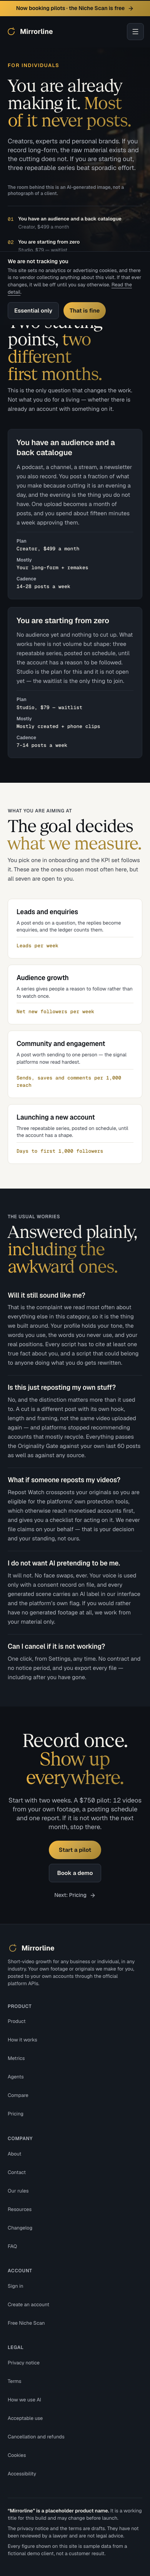 Now booking pilots · the Niche Scan is free →
Mirrorline
FOR INDIVIDUALS
You are already
making it. Most
of it never posts.
Creators, experts and personal brands. If you
record long-form, the raw material exists and
the cutting does not. If you are starting out,
three repeatable series beat sporadic effort.
The room behind this is an AI-generated image, not a
photograph of a client.
01 You have an audience and a back catalogue
Creator, $499 a month
02 You are starting from zero
Studio, $79 — waitlist
We are not tracking you
This site sets no analytics or advertising cookies, and there
are two vendor categories touching it. If that ever
changes, it will be off until you say otherwise. Read the
detail.
Essential only
That is fine
Two starting
points, two
different
first months.
This is the only question that changes the work.
What you do for a living — almost there is
already an account with something on it.
You have an audience and a
back catalogue
A podcast, a channel, a stream, a newsletter
you also record. You post a fraction of what
you make because cutting it is an evening a
day, and the evening is the thing you do not
have. One upload becomes a month of
posts, and you spend about fifteen minutes
a week approving them.
Plan
Creator, $499 a month
Mostly
Your long-form + remakes
Cadence
14–28 posts a week
You are starting from zero
No audience yet and nothing to cut up. What
works here is not volume but shape: three
repeatable series, posted on schedule, until
the account has a reason to be followed.
Studio is the plan for this and it is not open
yet — the waitlist is the only thing to join.
Plan
Studio, $79 — waitlist
Mostly
Mostly created + phone clips
Cadence
7–14 posts a week
WHAT YOU ARE AIMING AT
The goal decides
what we measure.
You pick one in onboarding and the KPI set follows
it. These are the ones chosen most often here, but
all seven are open to you.
Leads and enquiries
A post ends on a question, the replies become
enquiries, and the ledger counts them.
Leads per week
Audience growth
A series gives people a reason to follow rather than
to watch once.
Net new followers per week
Community and engagement
A post worth sending to one person — the signal
platforms now read hardest.
Sends, saves and comments per 1,000
reach
Launching a new account
Three repeatable series, posted on schedule, until
the account has a shape.
Days to first 1,000 followers
THE USUAL WORRIES
Answered plainly,
including the
awkward ones.
Will it still sound like me?
That is the complaint we read most often about
everything else in this category, so it is the thing
we built around. Your profile holds your tone, the
words you use, the words you never use, and your
real positions. Every script has to cite at least one
true fact about you, and a script that could belong
to anyone doing what you do gets rewritten.
Is this just reposting my own stuff?
No, and the distinction matters more than it used
to. A cut is a different post with its own hook,
length and framing, not the same video uploaded
again — and platforms stopped recommending
accounts that mostly recycle. Everything passes
the Originality Gate against your own last 60 posts
as well as against any source.
What if someone reposts my videos?
Repost Watch crosschecks your originals so you are
eligible for the platforms' own protection tools,
which otherwise reach monetised accounts first,
and gives you a checklist for acting on it. We never
file claims on your behalf — that is your decision
and your standing, not ours.
I do not want AI pretending to be me.
It will not. No face swaps, ever. Your voice is used
only with a consent record on file, and every
generated scene carries an AI label in our interface
and the platform's own flag. If you would rather
have no generated footage at all, we work from
your material only.
Can I cancel if it is not working?
One click, from Settings, any time. No contract and
no notice period, and you export every file —
including after you have gone.
Record once.
Show up
everywhere.
Start with two weeks. A $750 pilot: 12 videos
from your own footage, a posting schedule
and one report. If it is not worth the next
month, stop there.
Start a pilot
Book a demo
Next: Pricing →
Mirrorline
Short-video growth for any business or individual, in any
industry. Your own footage or originals we make for you,
posted to your own accounts through the official
platform APIs.
PRODUCT
Product
How it works
Metrics
Agents
Compare
Pricing
COMPANY
About
Contact
Our rules
Resources
Changelog
FAQ
ACCOUNT
Sign in
Create an account
Free Niche Scan
LEGAL
Privacy notice
Terms
How we use AI
Acceptable use
Cancellation and refunds
Cookies
Accessibility
"Mirrorline" is a placeholder product name. It is a working
title for this build and may change before launch.
The privacy notice and the terms are drafts. They have not
been reviewed by a lawyer and are not legal advice.
Every figure shown on this site is sample data from a
fictional demo client, not a customer result.